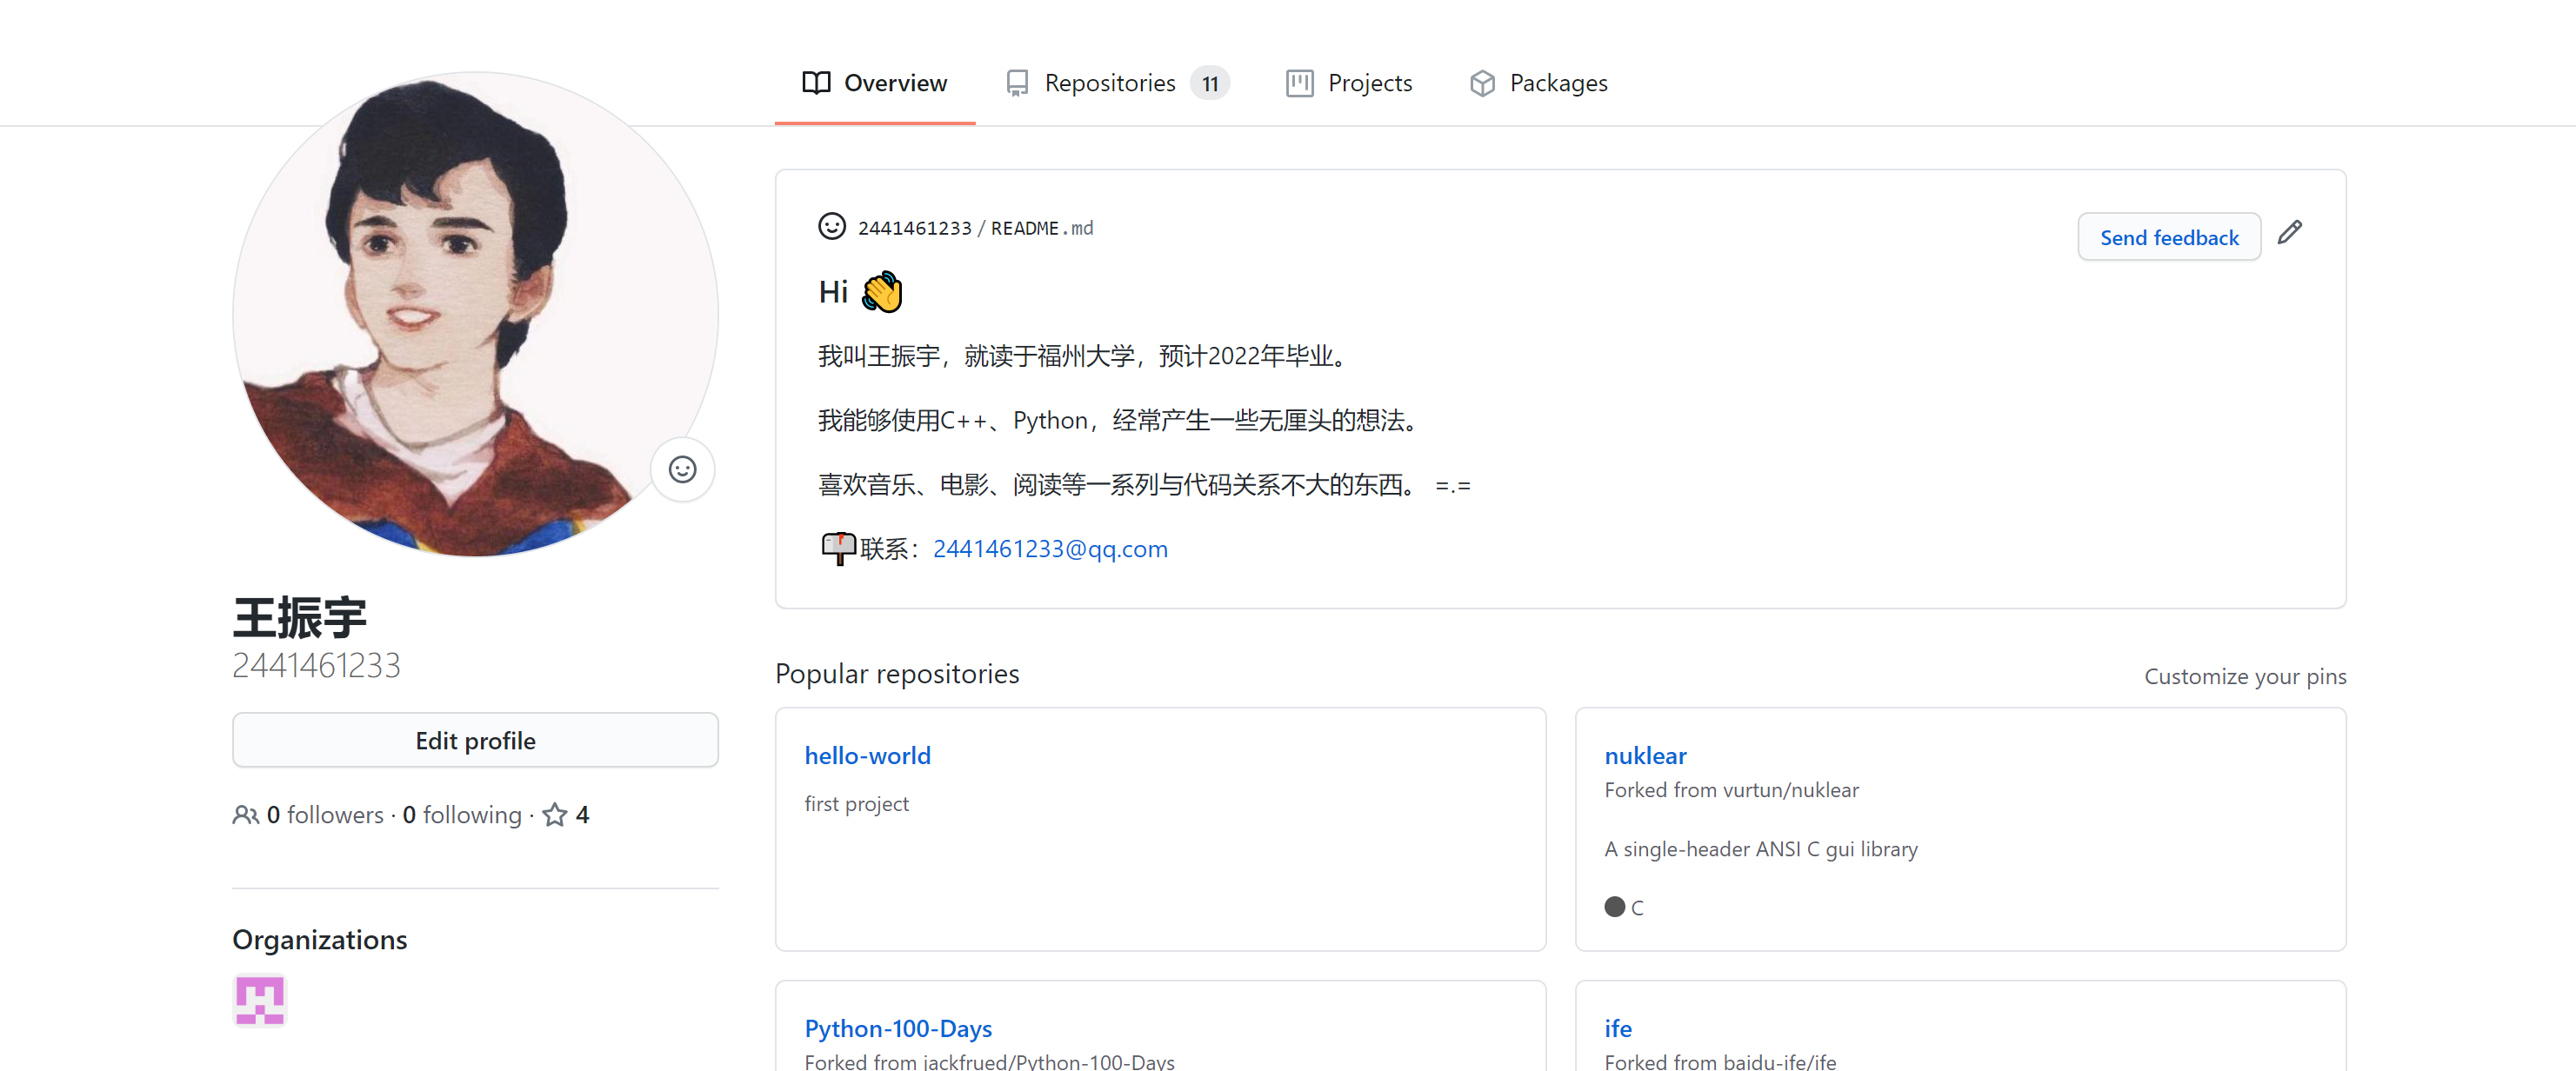 Overview
Repositories 11
Projects
Packages
2441461233 / README.md
Send feedback
Hi 👋
我叫王振宇，就读于福州大学，预计2022年毕业。
我能够使用C++、Python，经常产生一些无厘头的想法。
喜欢音乐、电影、阅读等一系列与代码关系不大的东西。 =.=
📫联系：2441461233@qq.com
王振宇
2441461233
Edit profile
0 followers · 0 following · 4
Organizations
Popular repositories
Customize your pins
hello-world
first project
nuklear
Forked from vurtun/nuklear
A single-header ANSI C gui library
C
Python-100-Days
Forked from jackfrued/Python-100-Days
ife
Forked from baidu-ife/ife